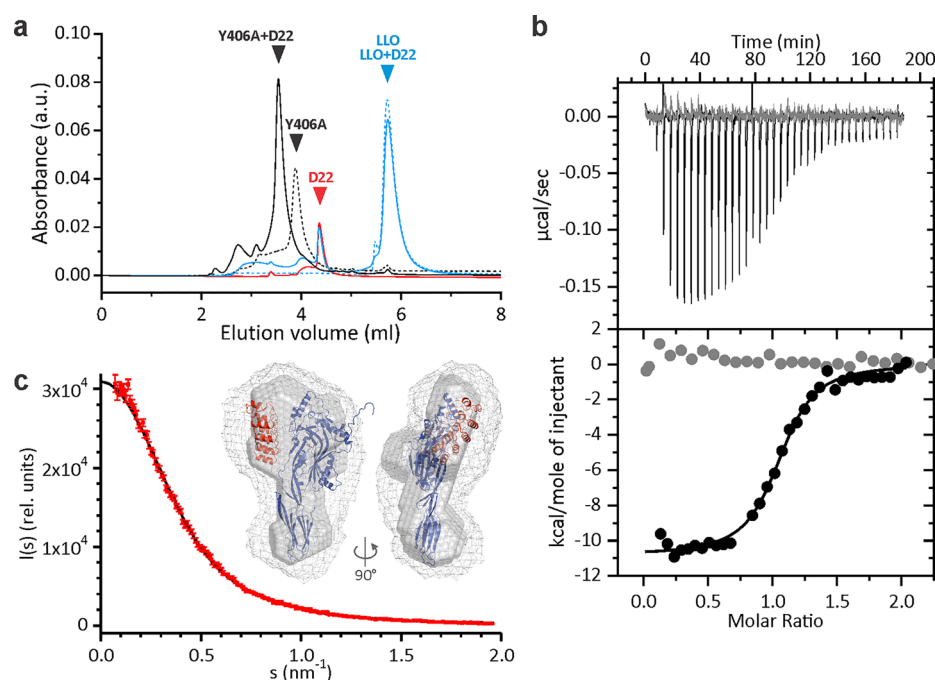 a
0.10
0.08
0.06
0.04
0.02
0.00
Absorbance (a.u.)
Y406A+D22
Y406A
D22
LLO
LLO+D22
0 2 4 6 8
Elution volume (ml)
b
Time (min)
0 40 80 120 160 200
0.00
-0.05
-0.10
-0.15
µcal/sec
2
0
-2
-4
-6
-8
-10
-12
kcal/mole of injectant
0.0 0.5 1.0 1.5 2.0
Molar Ratio
c
3x10⁴
2x10⁴
1x10⁴
0
I(s) (rel. units)
90°
0.0 0.5 1.0 1.5 2.0
s (nm⁻¹)